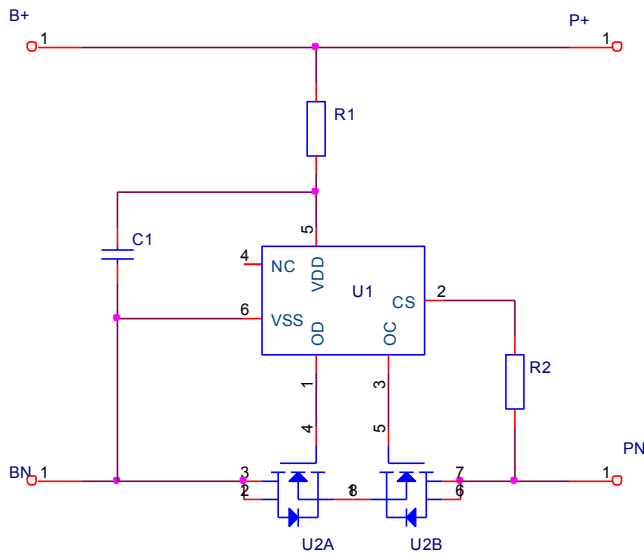 B+ P+
1 1
R1
C1
5
4 NC VDD U1
CS 2
6 VSS OD OC
R2
1 3
4 5
BN 1 3 7 1 PN
2 1 8 6
U2A U2B